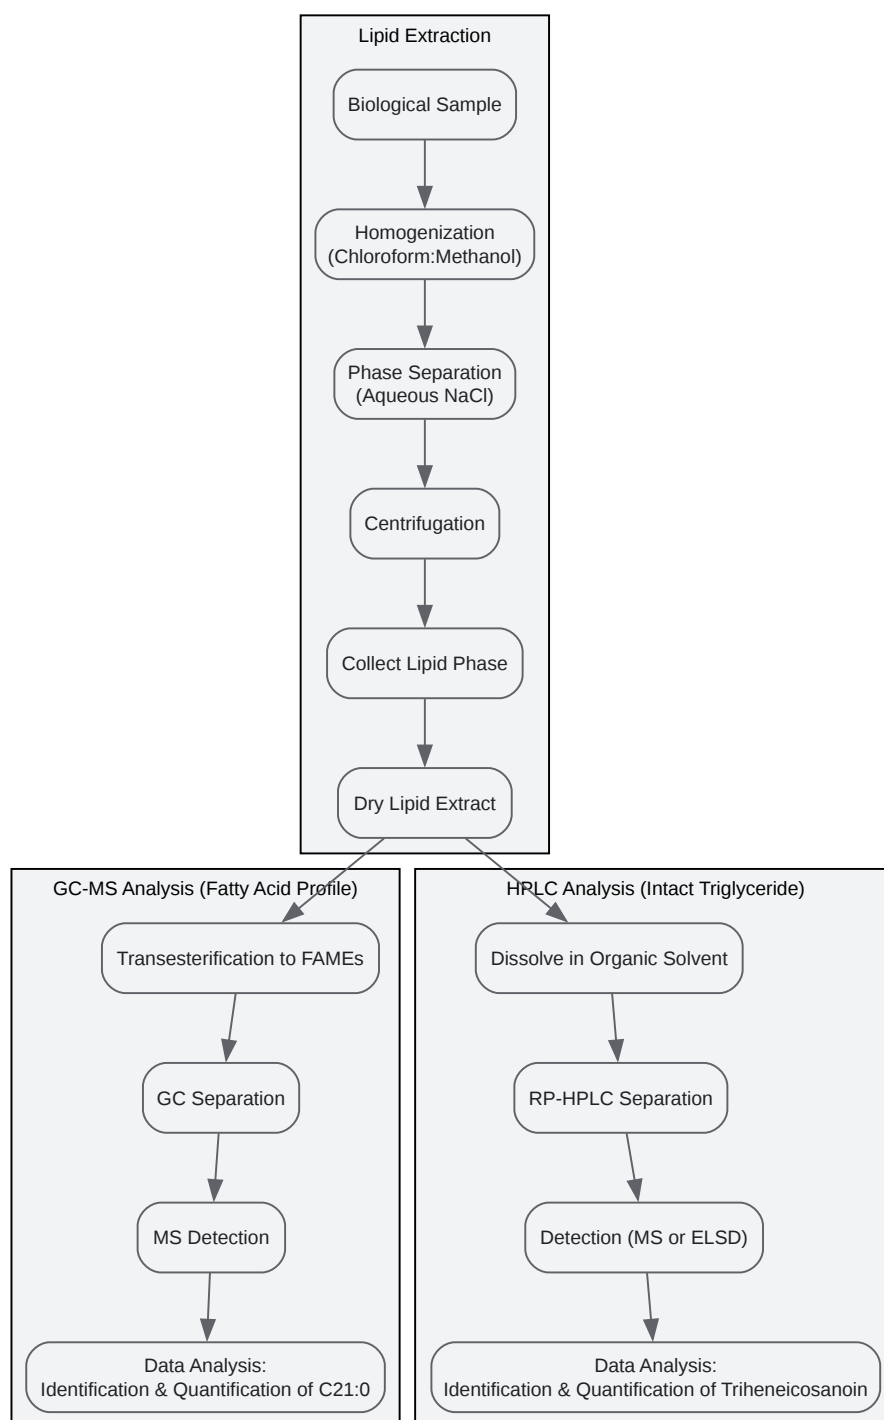 Lipid Extraction
Biological Sample
Homogenization
(Chloroform:Methanol)
Phase Separation
(Aqueous NaCl)
Centrifugation
Collect Lipid Phase
Dry Lipid Extract
GC-MS Analysis (Fatty Acid Profile)
Transesterification to FAMEs
GC Separation
MS Detection
Data Analysis:
Identification & Quantification of C21:0
HPLC Analysis (Intact Triglyceride)
Dissolve in Organic Solvent
RP-HPLC Separation
Detection (MS or ELSD)
Data Analysis:
Identification & Quantification of Triheneicosanoin